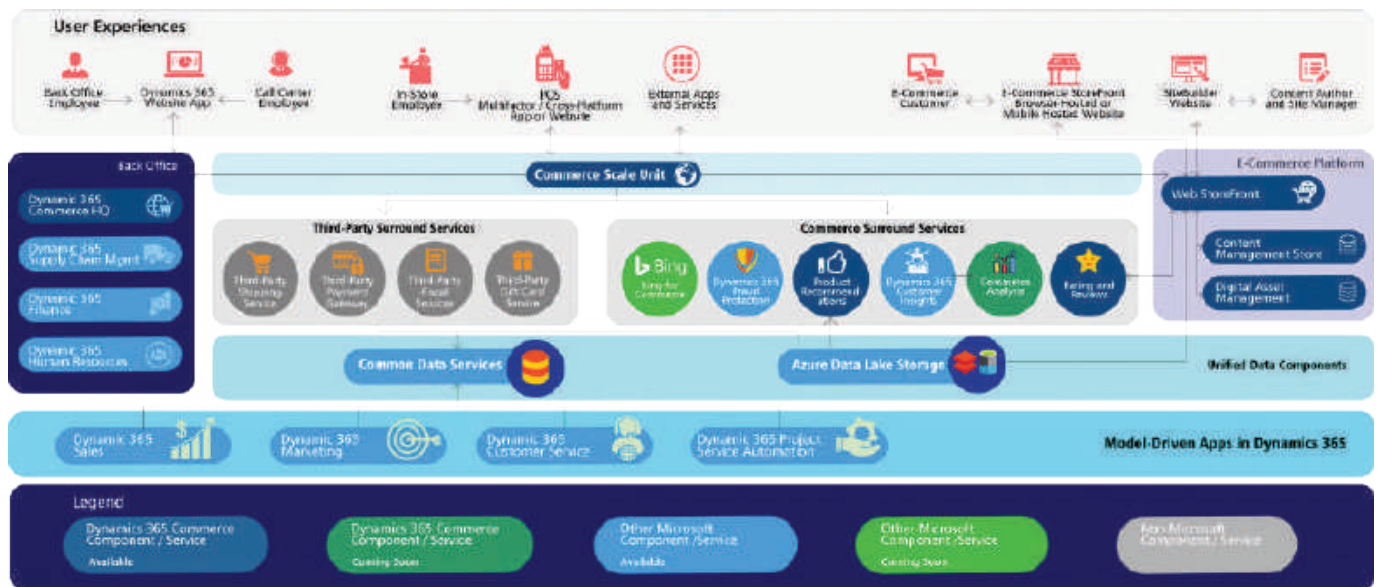 User Experiences
Back Office
Employee
Dynamics 365
Website App
Call Center
Employee
In-Store
Employee
POS
Multifactor / Cross-Platform
App or Website
External Apps
and Services
E-Commerce
Customer
E-Commerce StoreFront
Browser-Hosted or
Mobile Hosted Website
SiteBuilder
Website
Content Author
and Site Manager
Back Office
Dynamic 365
Commerce HQ
Dynamic 365
Supply Chain Mgmt
Dynamic 365
Finance
Dynamic 365
Human Resources
Commerce Scale Unit
E-Commerce Platform
Web StoreFront
Content
Management Store
Digital Asset
Management
Third-Party Surround Services
Third-Party
Shipping
Service
Third-Party
Payment
Gateway
Third-Party
Fiscal
Services
Third-Party
Gift Card
Service
Commerce Surround Services
Bing
Bing for
Commerce
Dynamics 365
Fraud
Protection
Product
Recommend
ations
Dynamics 365
Customer
Insights
Commerce
Analysis
Rating and
Reviews
Common Data Services
Azure Data Lake Storage
Unified Data Components
Dynamic 365
Sales
Dynamic 365
Marketing
Dynamic 365
Customer Service
Dynamic 365 Project
Service Automation
Model-Driven Apps in Dynamics 365
Legend
Dynamics 365 Commerce
Component / Service
Available
Dynamics 365 Commerce
Component / Service
Coming Soon
Other Microsoft
Component /Service
Available
Other Microsoft
Component /Service
Coming Soon
Non Microsoft
Component / Service